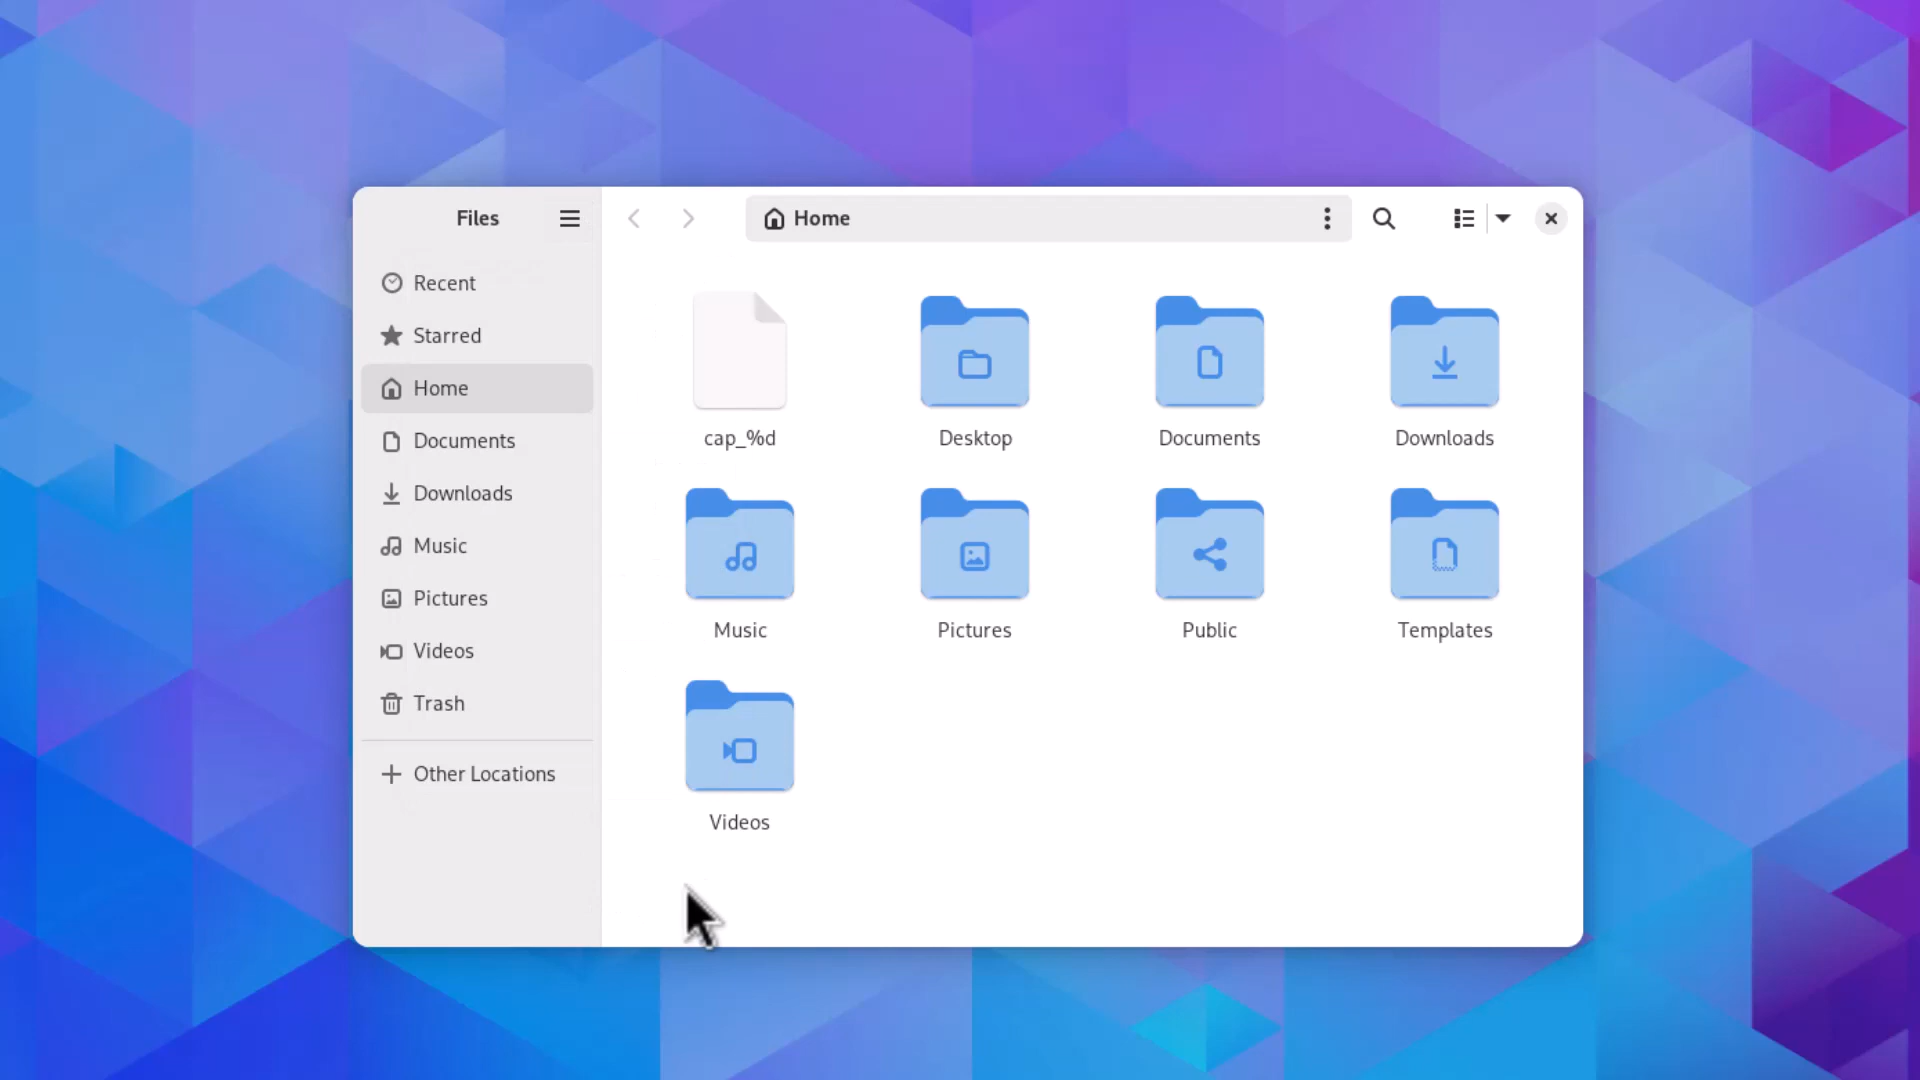 Files
Home
Recent
Starred
Home
Documents
Downloads
Music
Pictures
Videos
Trash
Other Locations
cap_%d
Desktop
Documents
Downloads
Music
Pictures
Public
Templates
Videos